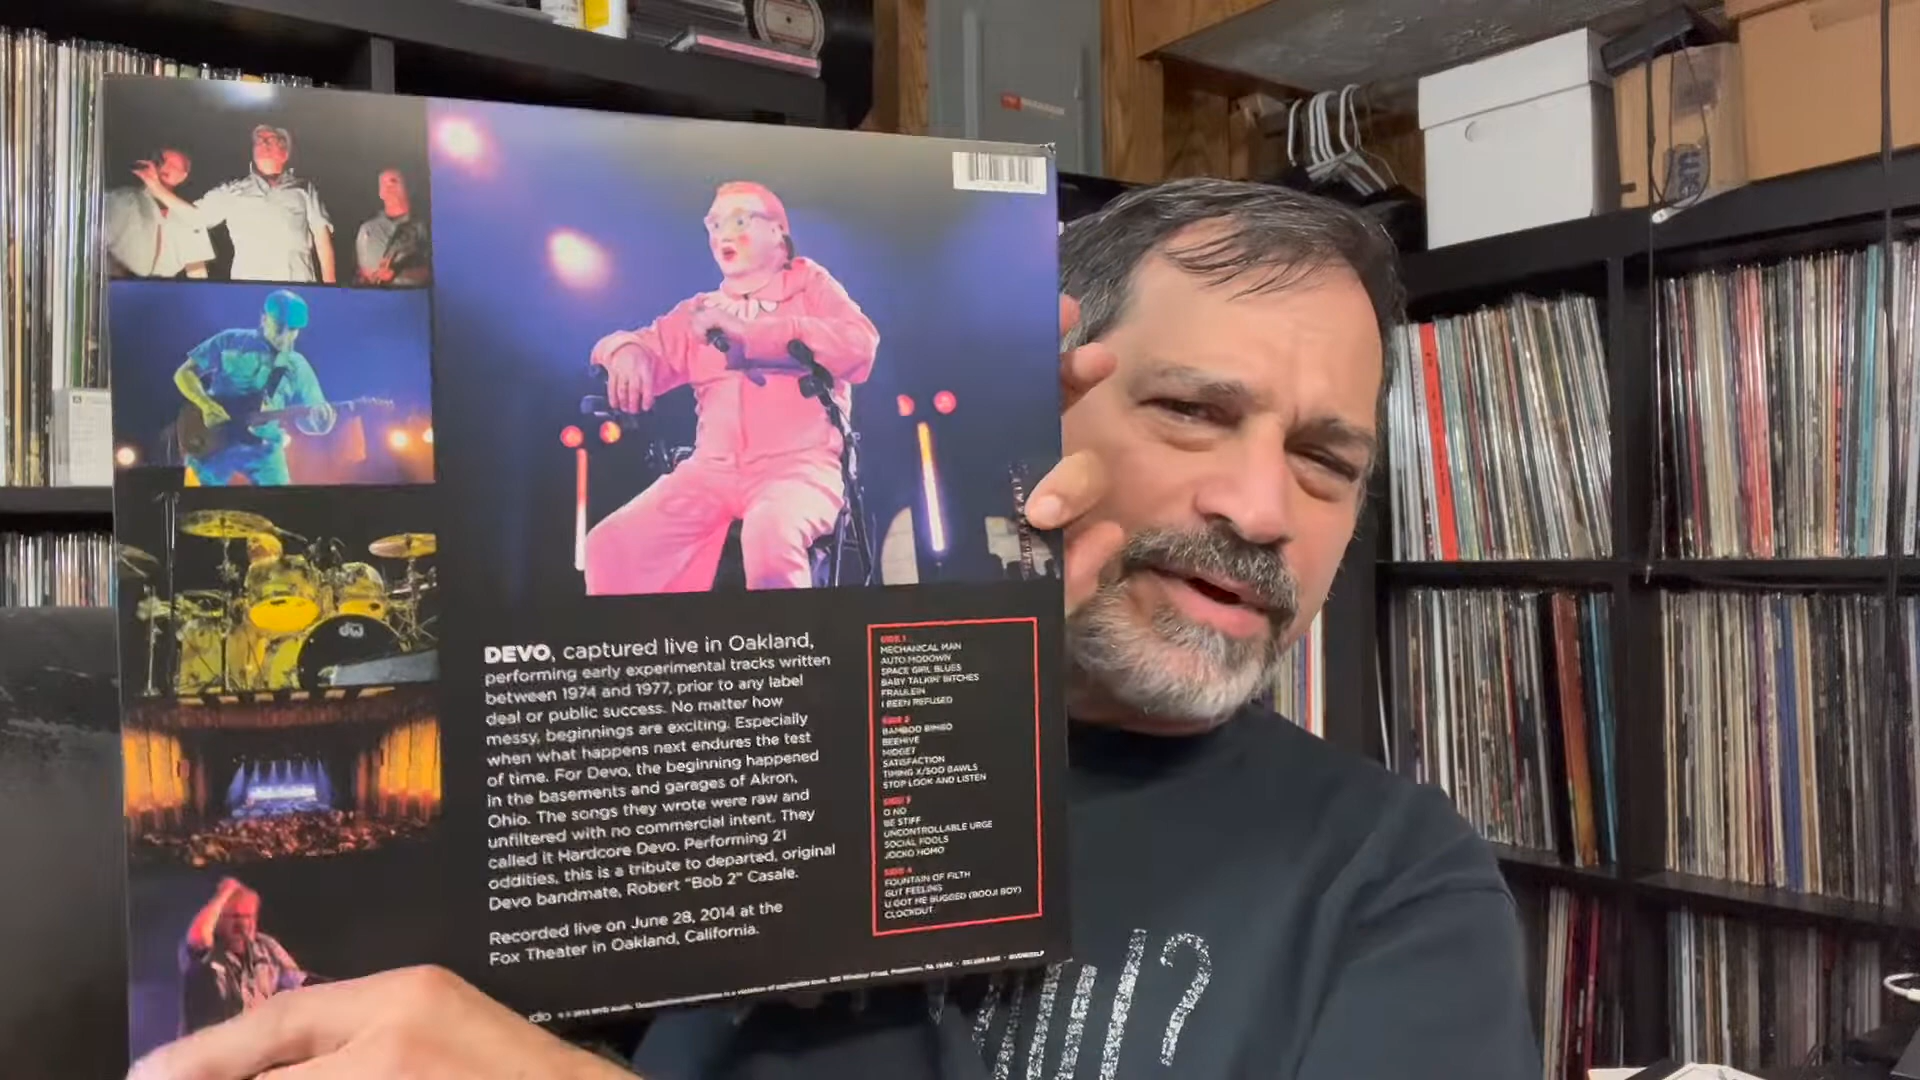 DEVO, captured live in Oakland,
performing early experimental tracks written
between 1974 and 1977, prior to any label
deal or public success. No matter how
messy, beginnings are exciting. Especially
when what happens next endures the test
of time. For Devo, the beginning happened
in the basements and garages of Akron,
Ohio. The songs they wrote were raw and
unfiltered with no commercial intent. They
called it Hardcore Devo. Performing 21
oddities, this is a tribute to departed, original
Devo bandmate, Robert "Bob 2" Casale.
Recorded live on June 28, 2014 at the
Fox Theater in Oakland, California.
SIDE 1
MECHANICAL MAN
AUTO MODOWN
SPACE GIRL BLUES
BABY TALKIN' BITCHES
FRAULEIN
I BEEN REFUSED
SIDE 2
BAMBOO BIMBO
BEEHIVE
MIDGET
SATISFACTION
TIMING X/SOO BAWLS
STOP LOOK AND LISTEN
SIDE 3
O NO
BE STIFF
UNCONTROLLABLE URGE
SOCIAL FOOLS
JOCKO HOMO
SIDE 4
FOUNTAIN OF FILTH
GUT FEELING
U GOT ME BUGGED (BOOJI BOY)
CLOCKOUT
dw
?